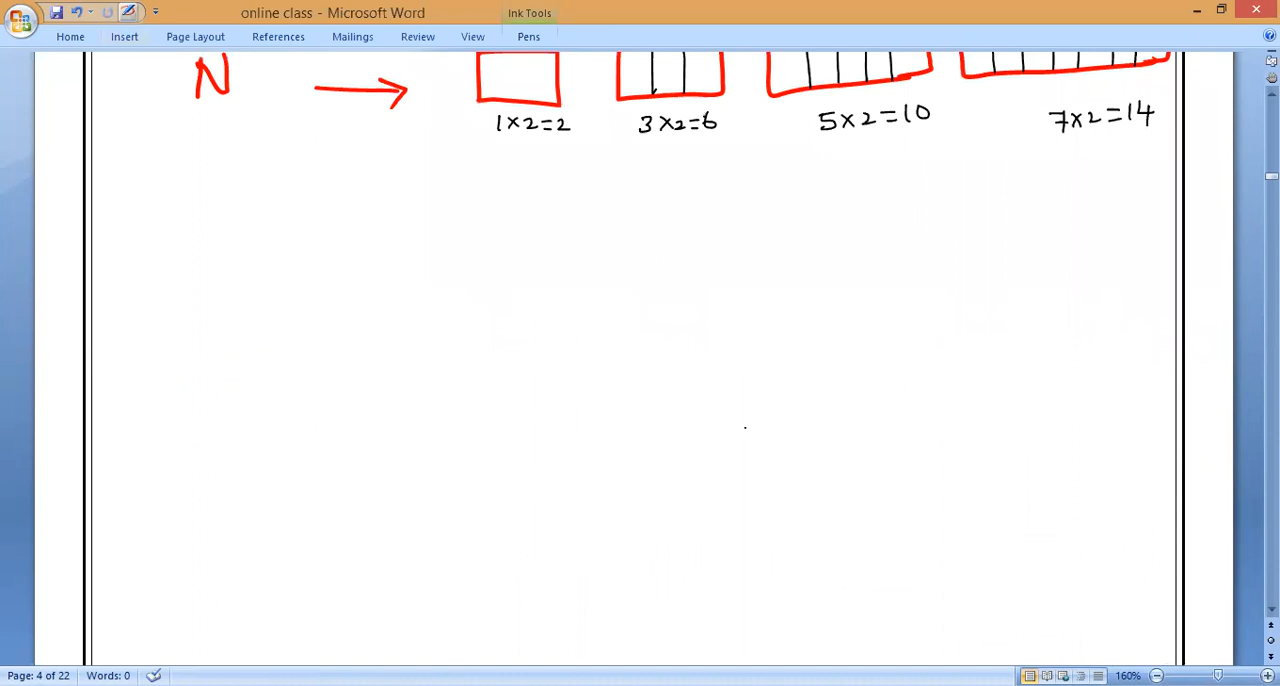 online class - Microsoft Word
Ink Tools
Home Insert Page Layout References Mailings Review View Pens
N
1×2=2 3×2=6 5×2=10 7×2=14
Page: 4 of 22 Words: 0 160%